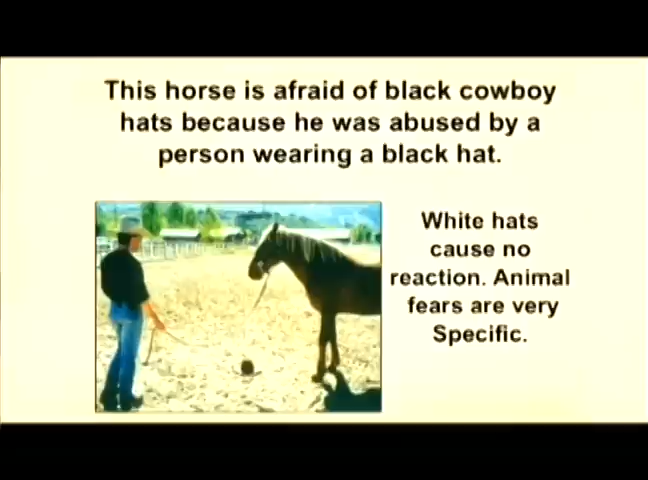 This horse is afraid of black cowboy
hats because he was abused by a
person wearing a black hat.
White hats
cause no
reaction. Animal
fears are very
Specific.